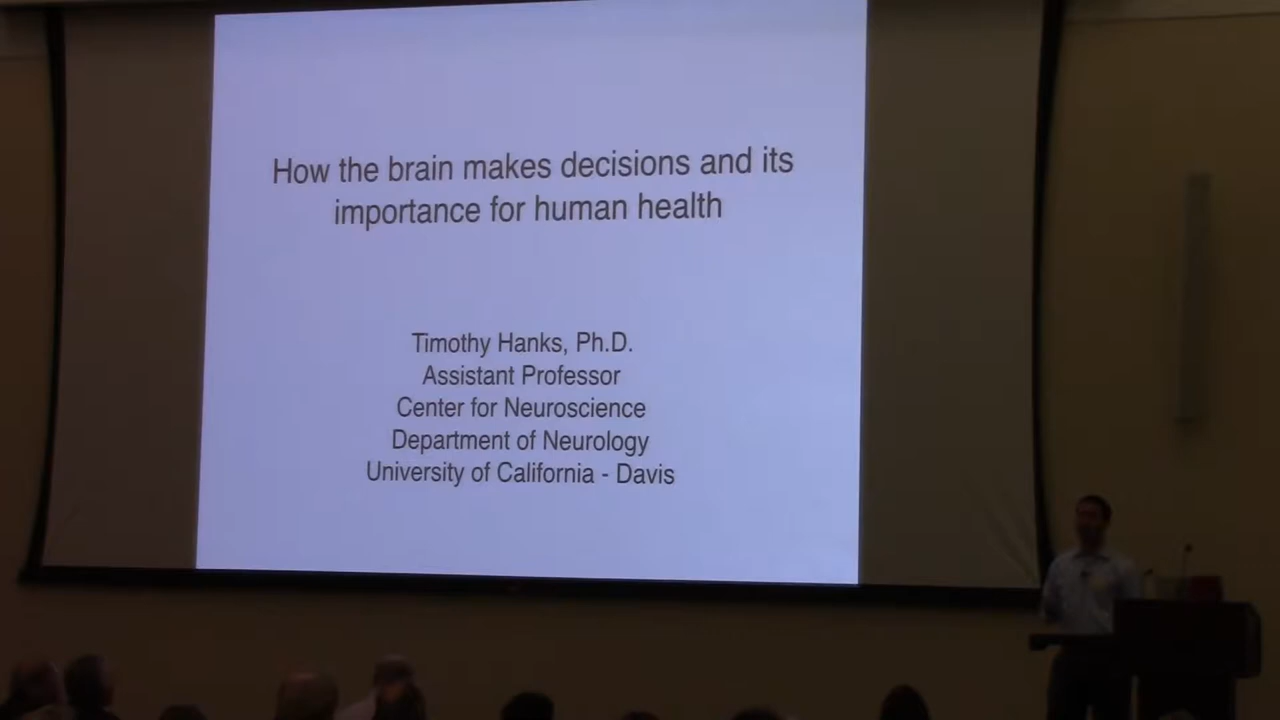 How the brain makes decisions and its
importance for human health
Timothy Hanks, Ph.D.
Assistant Professor
Center for Neuroscience
Department of Neurology
University of California - Davis